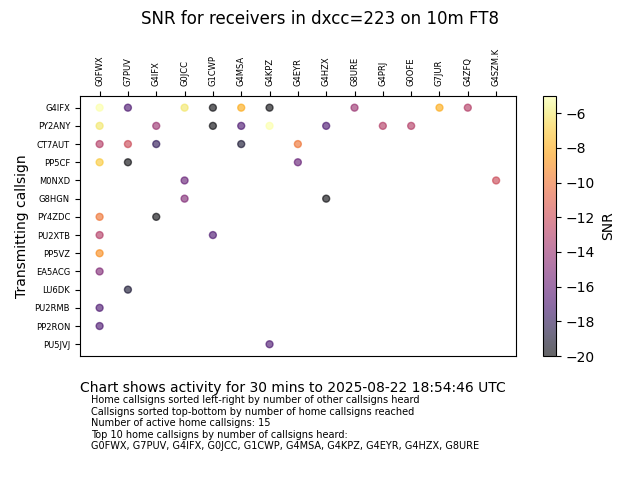 SNR for receivers in dxcc=223 on 10m FT8
G0FWX G7PUV G4IFX G0JCC G1CWP G4MSA G4KPZ G4EYR G4HZX G8URE G4PRJ G0OFE G7JUR G4ZFQ G4SZM.K
Transmitting callsign
G4IFX
PY2ANY
CT7AUT
PP5CF
M0NXD
G8HGN
PY4ZDC
PU2XTB
PP5VZ
EA5ACG
LU6DK
PU2RMB
PP2RON
PU5JVJ
−6
−8
−10
−12
−14
−16
−18
−20
SNR
Chart shows activity for 30 mins to 2025-08-22 18:54:46 UTC
Home callsigns sorted left-right by number of other callsigns heard
Callsigns sorted top-bottom by number of home callsigns reached
Number of active home callsigns: 15
Top 10 home callsigns by number of callsigns heard:
G0FWX, G7PUV, G4IFX, G0JCC, G1CWP, G4MSA, G4KPZ, G4EYR, G4HZX, G8URE